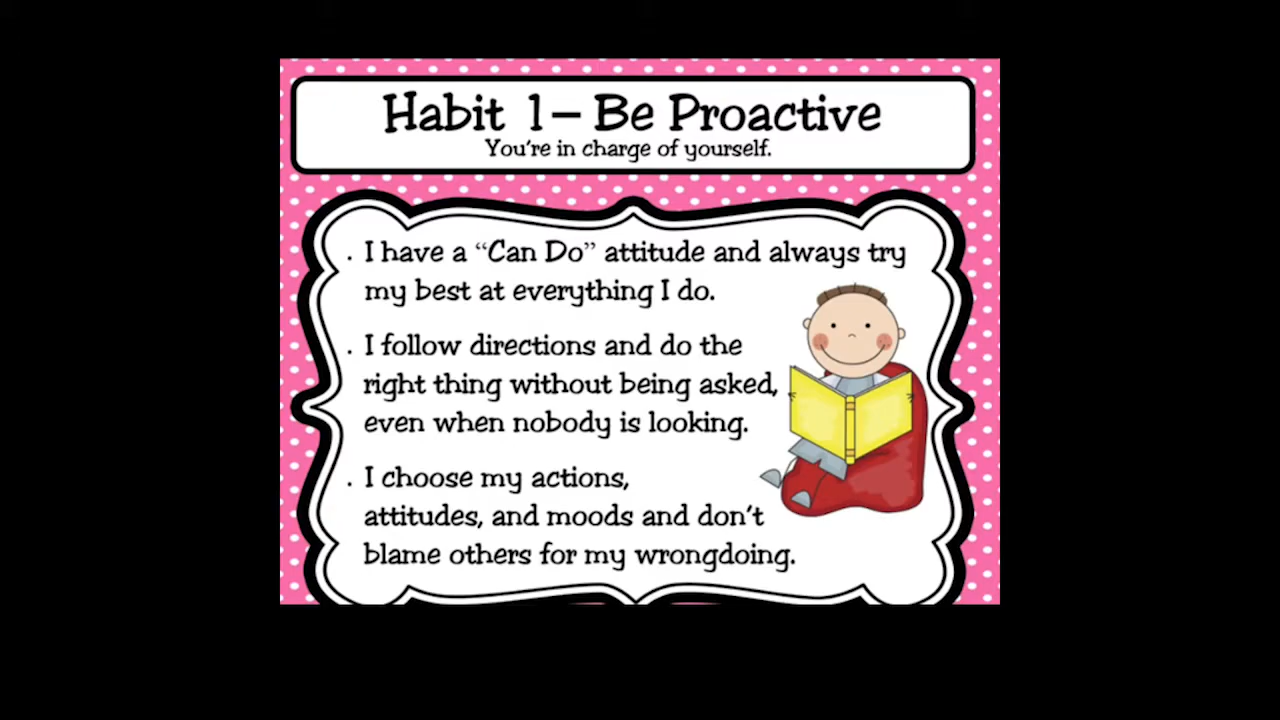 Habit 1– Be Proactive
You're in charge of yourself.
. I have a “Can Do” attitude and always try
my best at everything I do.
. I follow directions and do the
right thing without being asked,
even when nobody is looking.
. I choose my actions,
attitudes, and moods and don't
blame others for my wrongdoing.